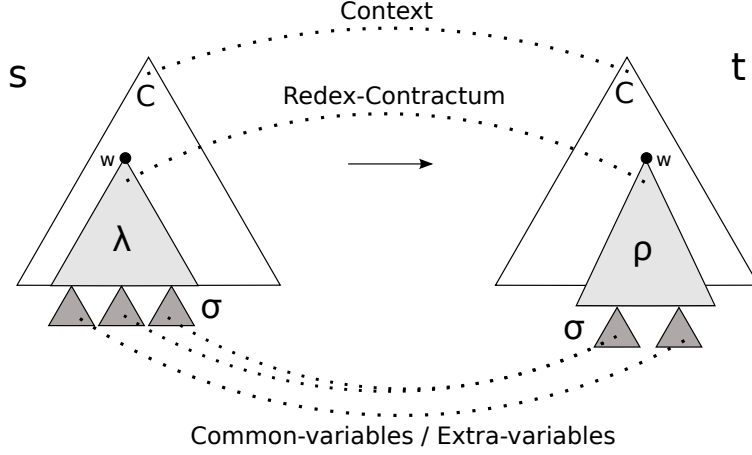 Context
s
t
C
C
Redex-Contractum
w
w
λ
ρ
σ
σ
Common-variables / Extra-variables